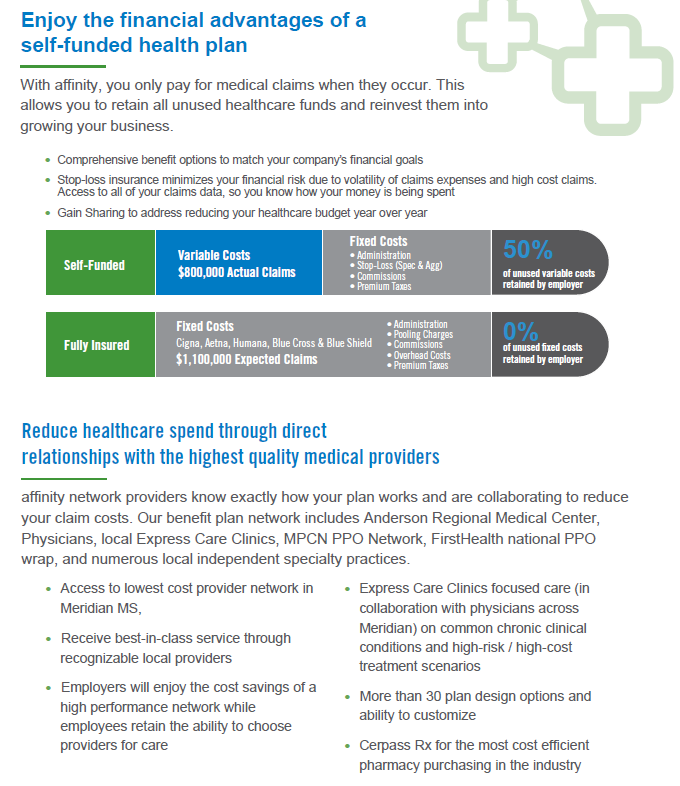 Enjoy the financial advantages of a
self-funded health plan
With affinity, you only pay for medical claims when they occur. This
allows you to retain all unused healthcare funds and reinvest them into
growing your business.
• Comprehensive benefit options to match your company's financial goals
• Stop-loss insurance minimizes your financial risk due to volatility of claims expenses and high cost claims.
Access to all of your claims data, so you know how your money is being spent
• Gain Sharing to address reducing your healthcare budget year over year
Self-Funded
Variable Costs
$800,000 Actual Claims
Fixed Costs
• Administration
• Stop-Loss (Spec & Agg)
• Commissions
• Premium Taxes
50%
of unused variable costs
retained by employer
Fully Insured
Fixed Costs
Cigna, Aetna, Humana, Blue Cross & Blue Shield
$1,100,000 Expected Claims
• Administration
• Pooling Charges
• Commissions
• Overhead Costs
• Premium Taxes
0%
of unused fixed costs
retained by employer
Reduce healthcare spend through direct
relationships with the highest quality medical providers
affinity network providers know exactly how your plan works and are collaborating to reduce
your claim costs. Our benefit plan network includes Anderson Regional Medical Center,
Physicians, local Express Care Clinics, MPCN PPO Network, FirstHealth national PPO
wrap, and numerous local independent specialty practices.
• Access to lowest cost provider network in
Meridian MS,
• Receive best-in-class service through
recognizable local providers
• Employers will enjoy the cost savings of a
high performance network while
employees retain the ability to choose
providers for care
• Express Care Clinics focused care (in
collaboration with physicians across
Meridian) on common chronic clinical
conditions and high-risk / high-cost
treatment scenarios
• More than 30 plan design options and
ability to customize
• Cerpass Rx for the most cost efficient
pharmacy purchasing in the industry